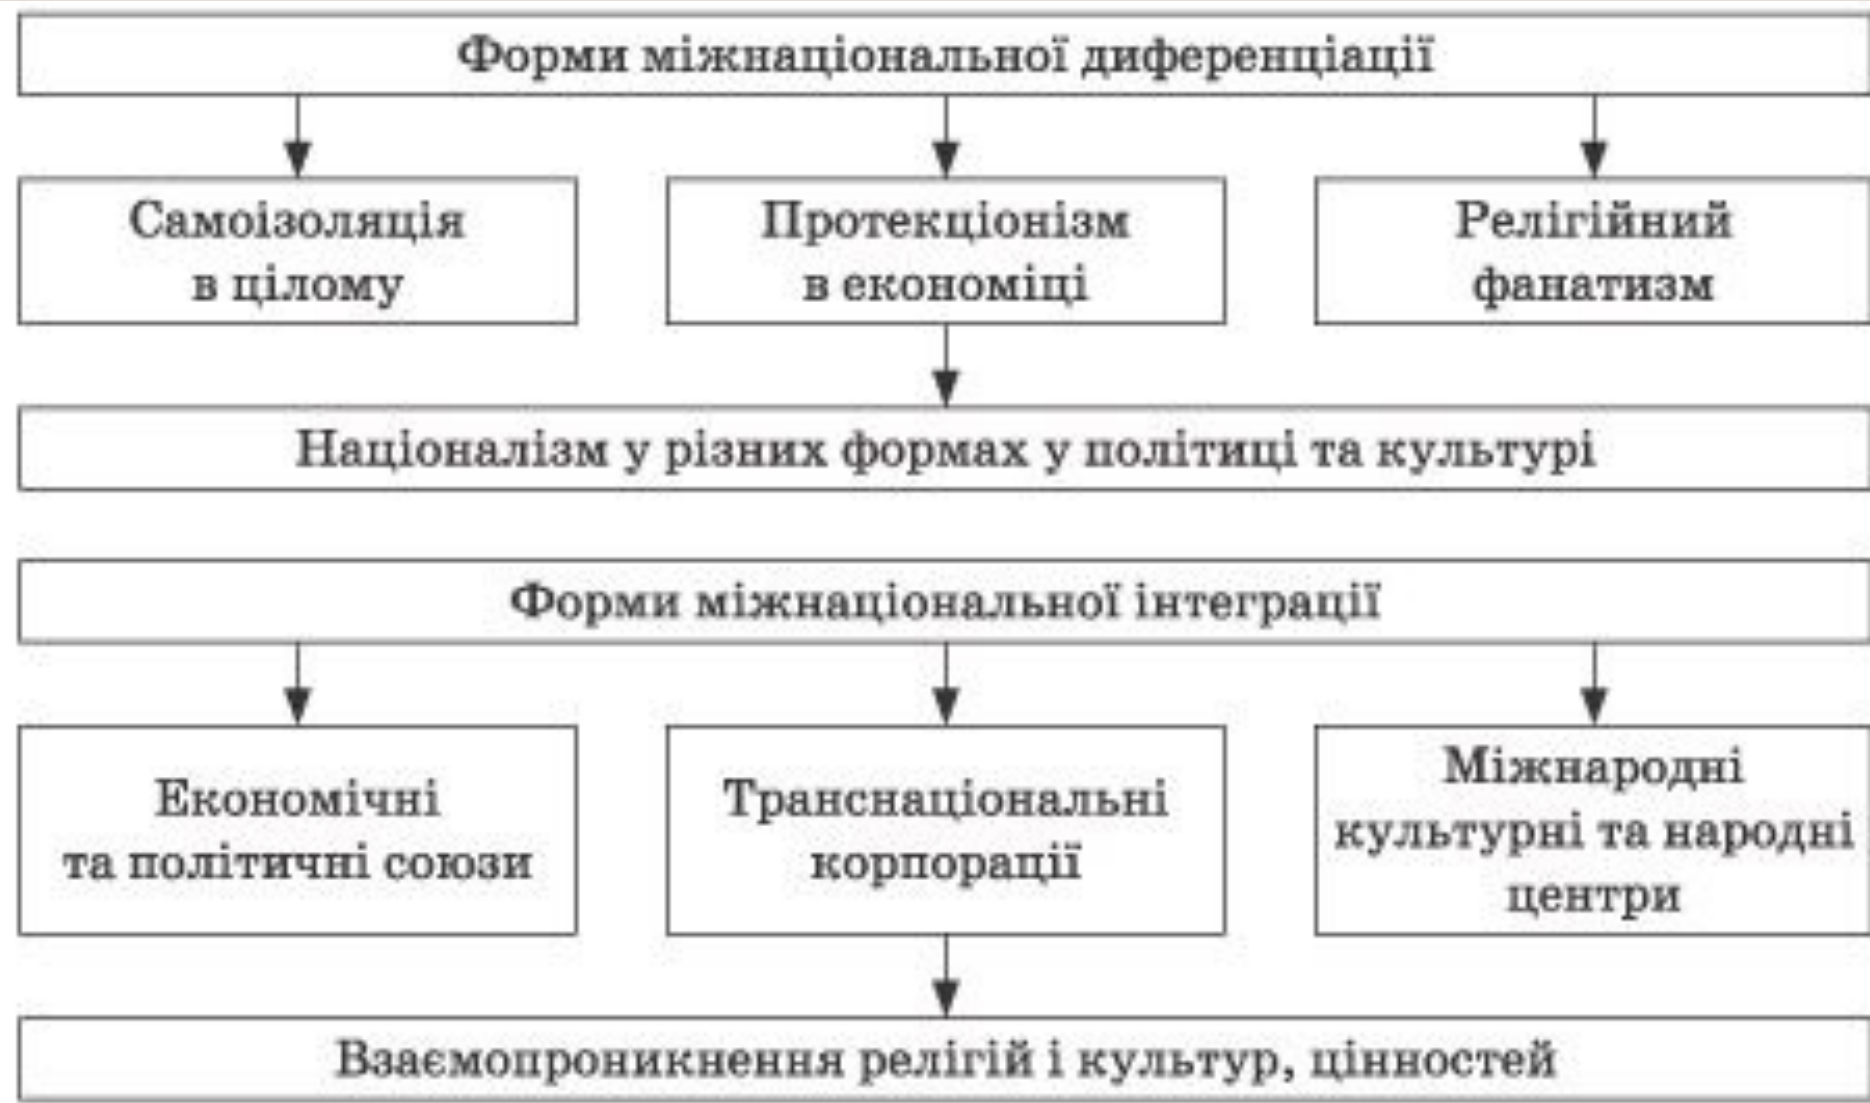 Форми міжнаціональної диференціації
Самоізоляція
в цілому
Протекціонізм
в економіці
Релігійний
фанатизм
Націоналізм у різних формах у політиці та культурі
Форми міжнаціональної інтеграції
Економічні
та політичні союзи
Транснаціональні
корпорації
Міжнародні
культурні та народні
центри
Взаємопроникнення релігій і культур, цінностей